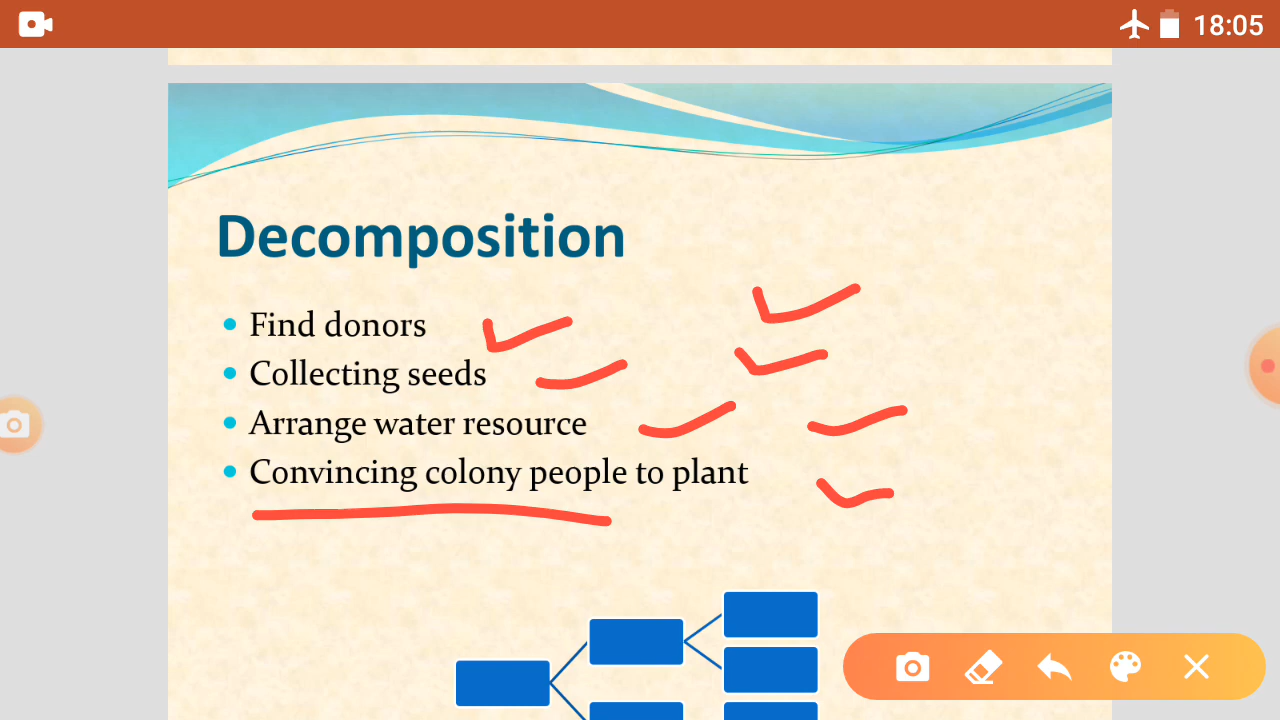 18:05
Decomposition
• Find donors
• Collecting seeds
• Arrange water resource
• Convincing colony people to plant